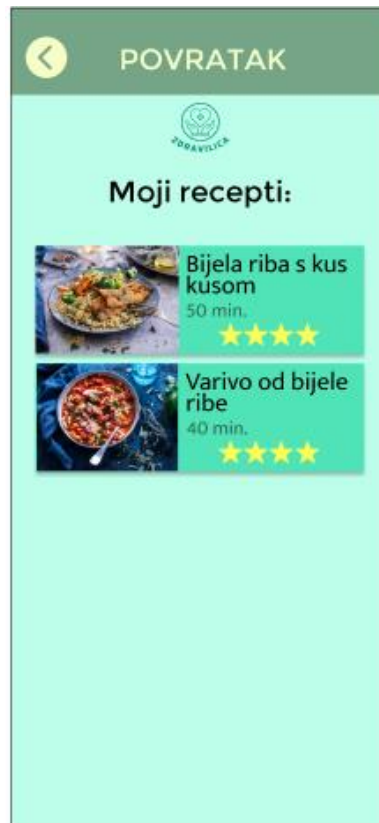 POVRATAK
ZDRAVILICA
Moji recepti:
Bijela riba s kus
kusom
50 min.
Varivo od bijele
ribe
40 min.